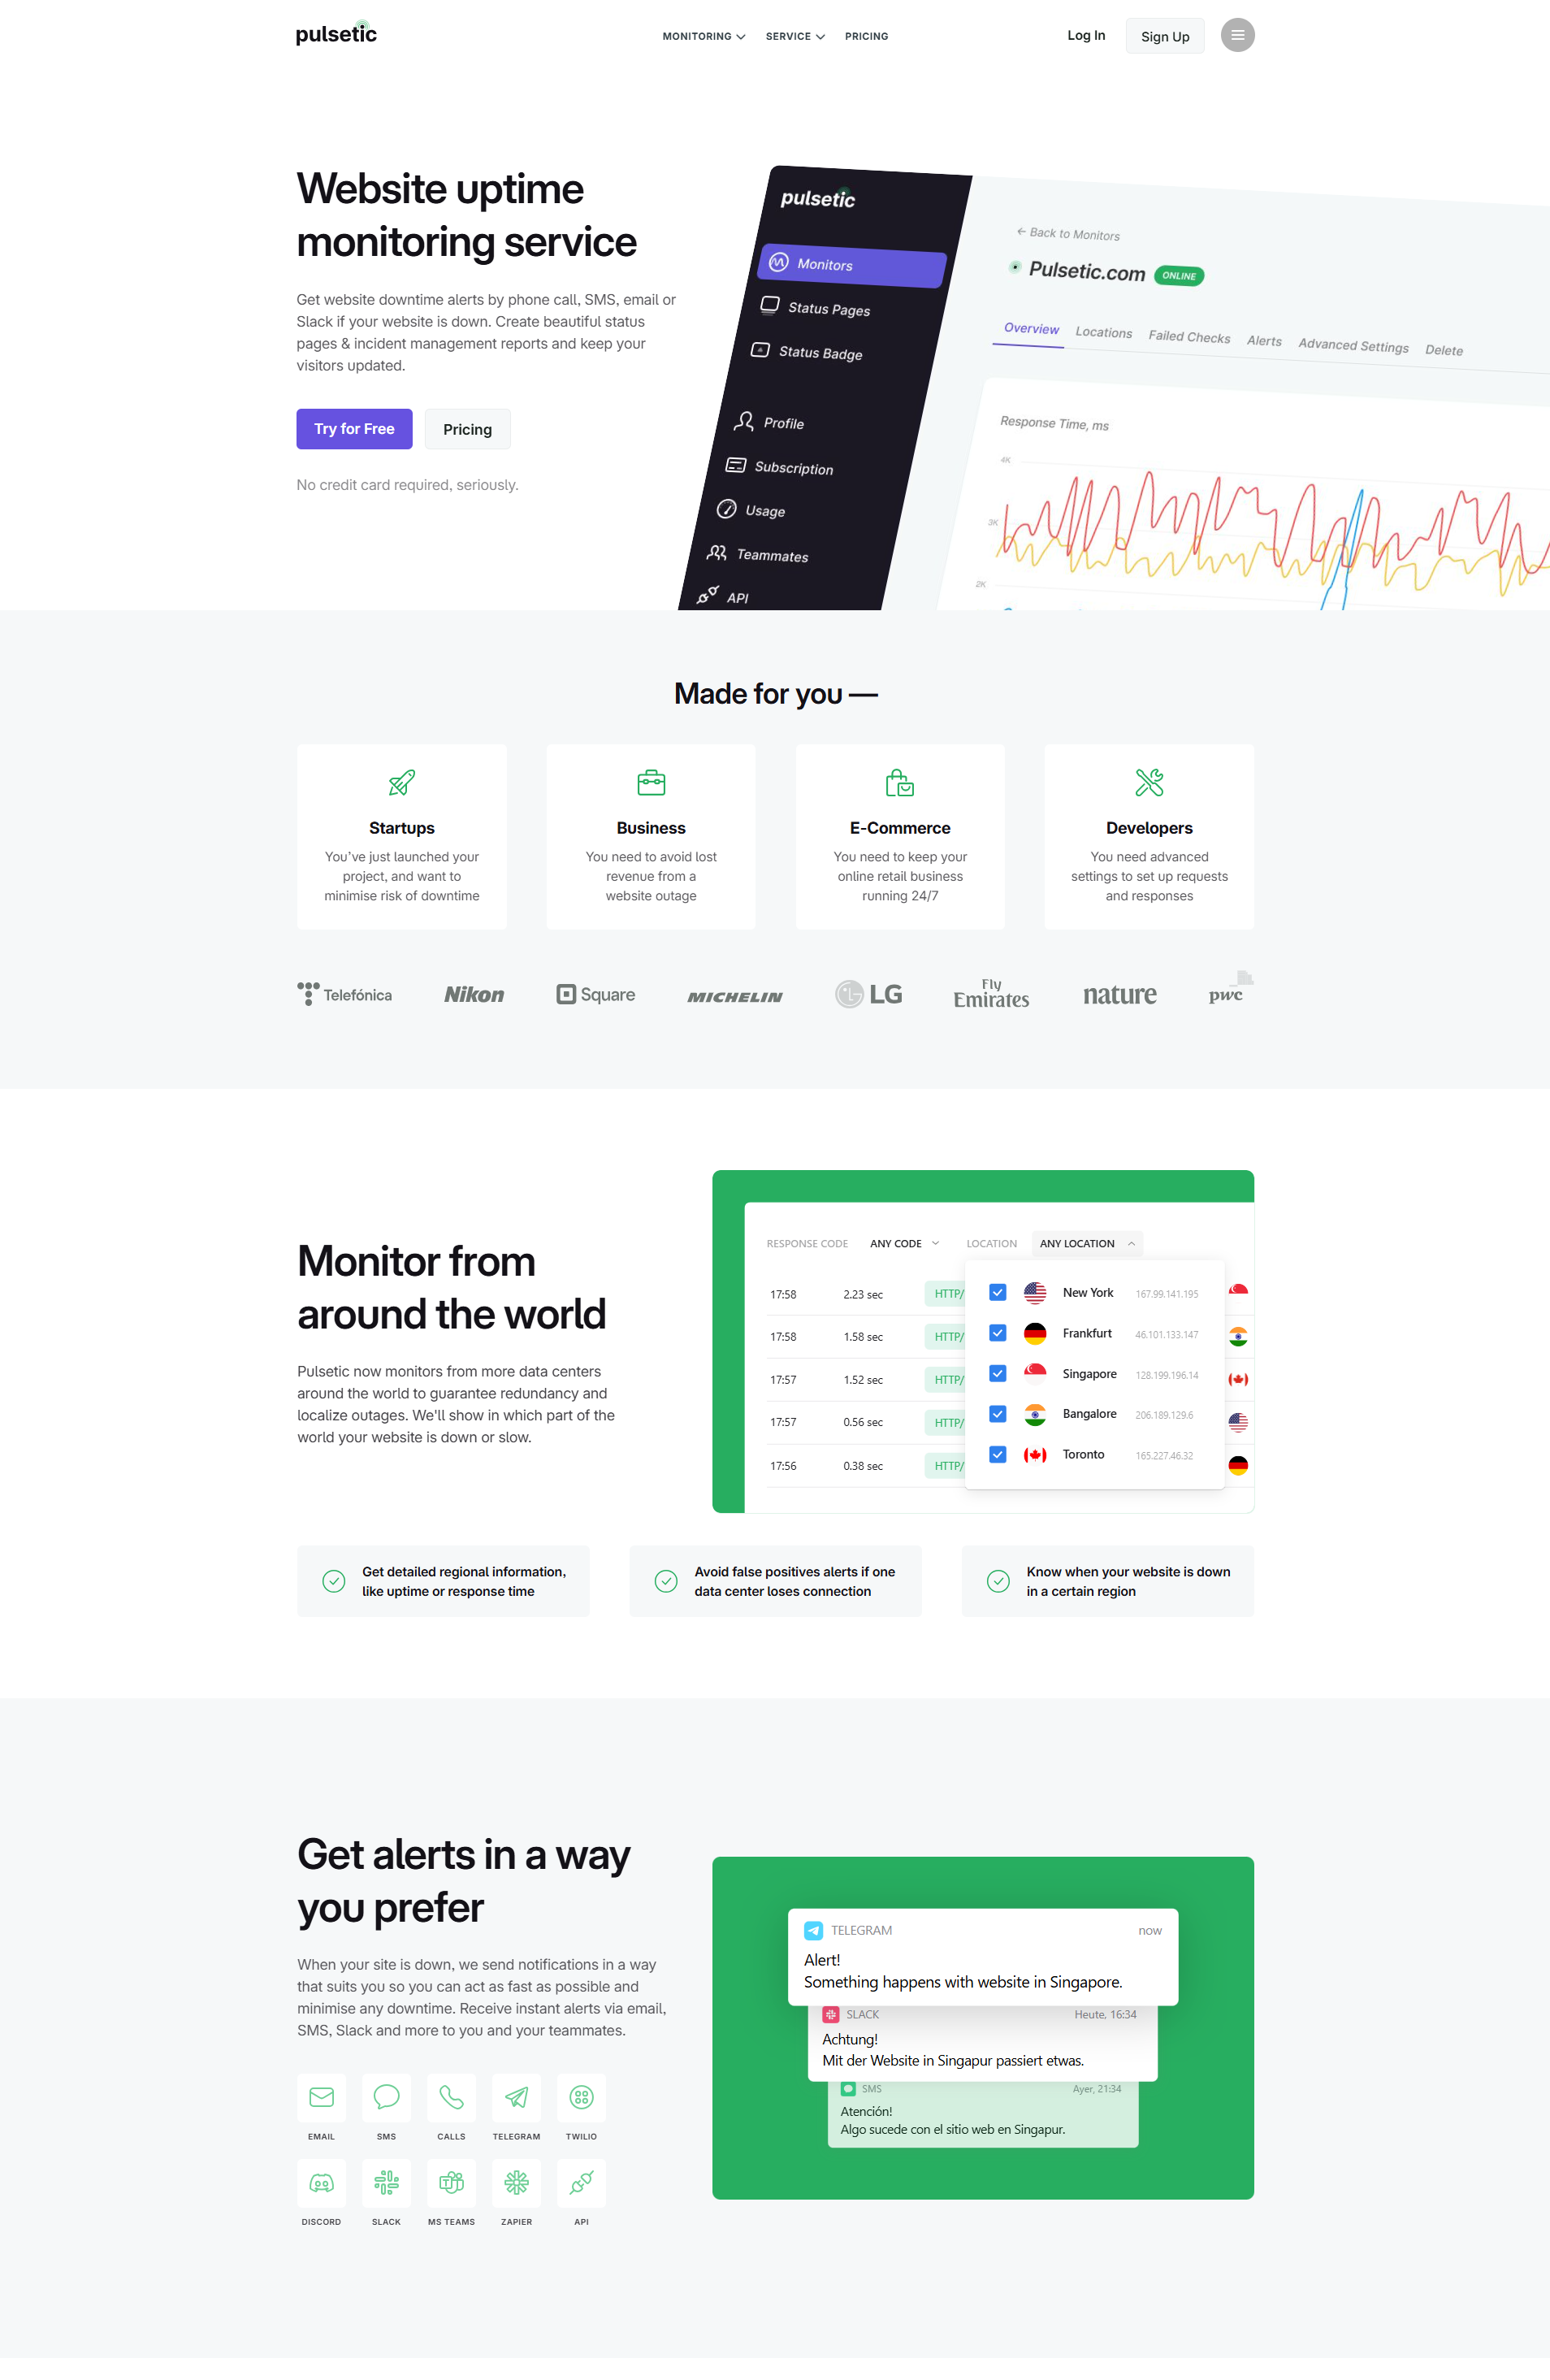 pulsetic
MONITORING
SERVICE
PRICING
Log In
Sign Up
Website uptime
monitoring service
Get website downtime alerts by phone call, SMS, email or
Slack if your website is down. Create beautiful status
pages & incident management reports and keep your
visitors updated.
Try for Free
Pricing
No credit card required, seriously.
pulsetic
Monitors
Status Pages
Status Badge
Profile
Subscription
Usage
Teammates
API
← Back to Monitors
Pulsetic.com
ONLINE
Overview
Locations
Failed Checks
Alerts
Advanced Settings
Delete
Response Time, ms
4K
3K
2K
Made for you —
Startups
You've just launched your
project, and want to
minimise risk of downtime
Business
You need to avoid lost
revenue from a
website outage
E-Commerce
You need to keep your
online retail business
running 24/7
Developers
You need advanced
settings to set up requests
and responses
Telefónica
Nikon
Square
MICHELIN
LG
Fly
Emirates
nature
pwc
Monitor from
around the world
Pulsetic now monitors from more data centers
around the world to guarantee redundancy and
localize outages. We'll show in which part of the
world your website is down or slow.
RESPONSE CODE
ANY CODE
LOCATION
ANY LOCATION
17:58
2.23 sec
HTTP/
17:58
1.58 sec
HTTP/
17:57
1.52 sec
HTTP/
17:57
0.56 sec
HTTP/
17:56
0.38 sec
HTTP/
New York
167.99.141.195
Frankfurt
46.101.133.147
Singapore
128.199.196.14
Bangalore
206.189.129.6
Toronto
165.227.46.32
Get detailed regional information,
like uptime or response time
Avoid false positives alerts if one
data center loses connection
Know when your website is down
in a certain region
Get alerts in a way
you prefer
When your site is down, we send notifications in a way
that suits you so you can act as fast as possible and
minimise any downtime. Receive instant alerts via email,
SMS, Slack and more to you and your teammates.
EMAIL
SMS
CALLS
TELEGRAM
TWILIO
DISCORD
SLACK
MS TEAMS
ZAPIER
API
TELEGRAM
now
Alert!
Something happens with website in Singapore.
SLACK
Heute, 16:34
Achtung!
Mit der Website in Singapur passiert etwas.
SMS
Ayer, 21:34
Atención!
Algo sucede con el sitio web en Singapur.